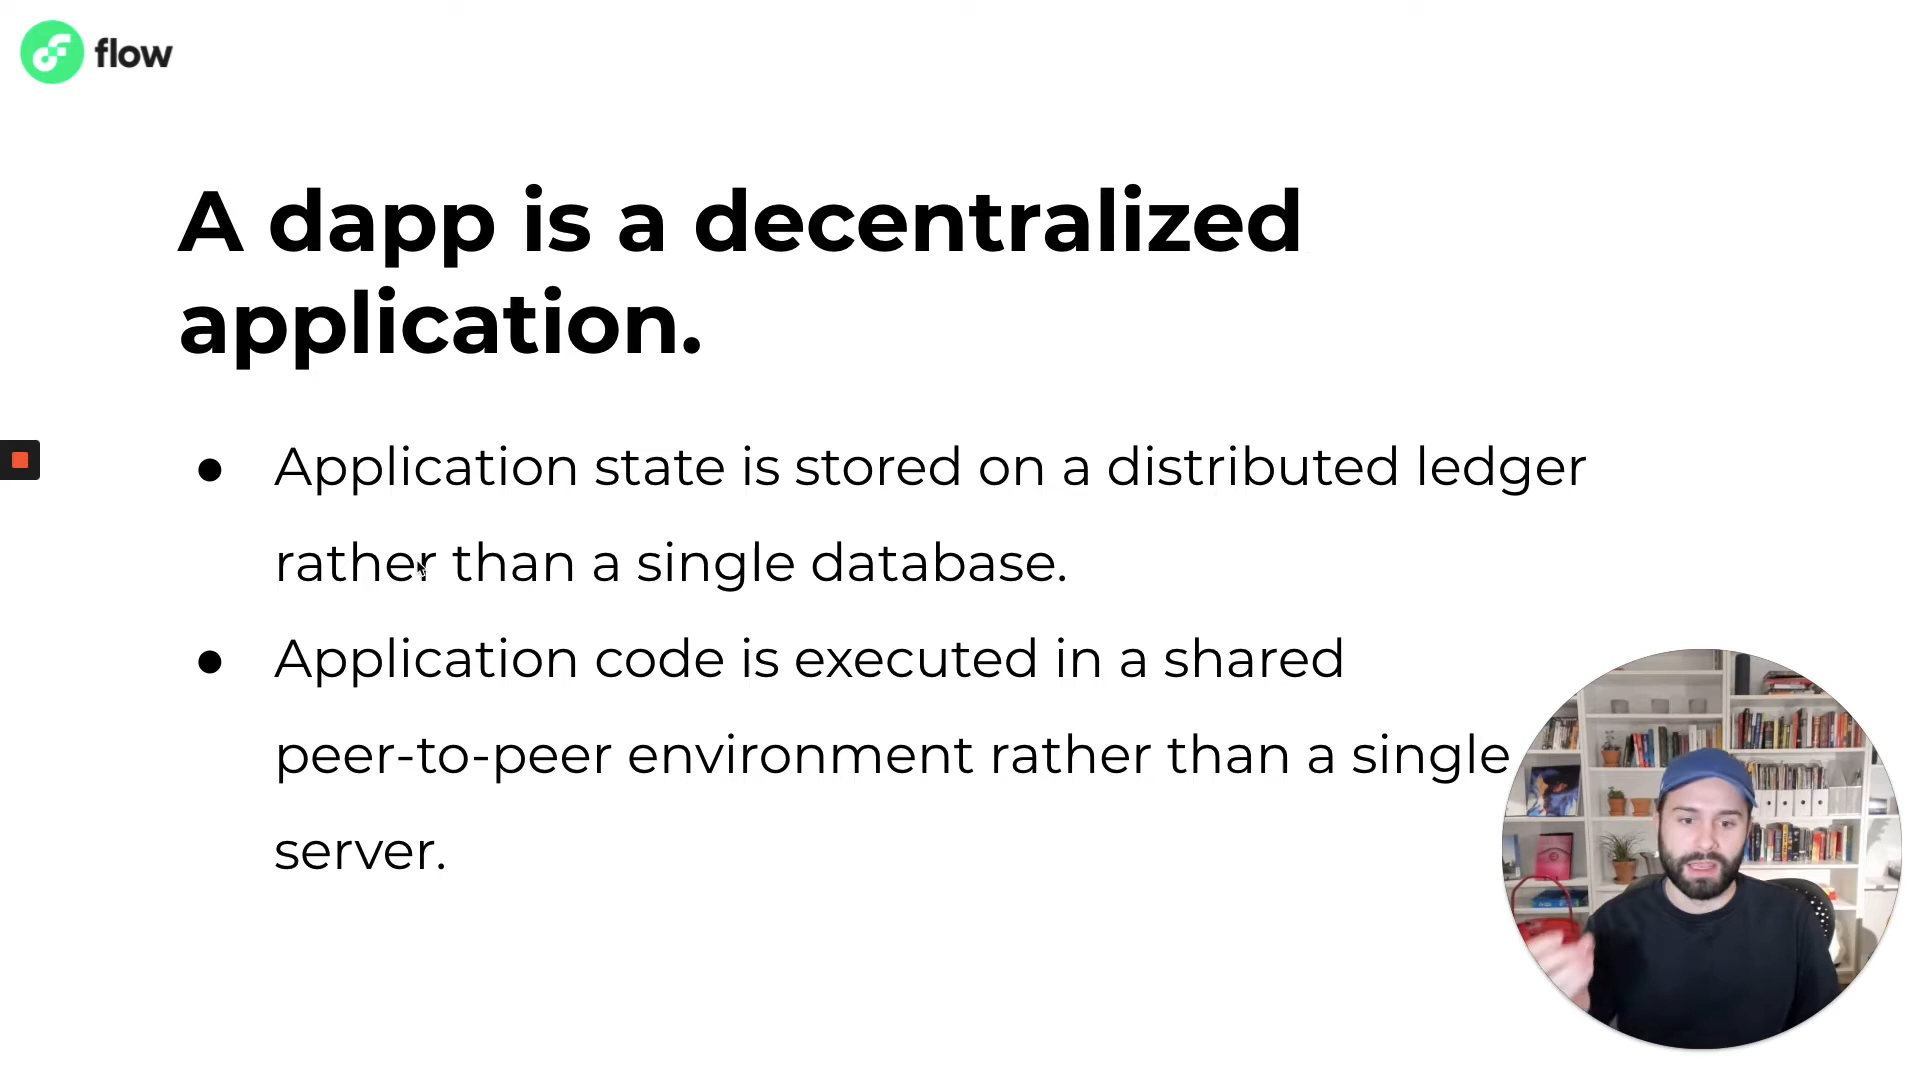 flow
A dapp is a decentralized
application.
● Application state is stored on a distributed ledger
rather than a single database.
● Application code is executed in a shared
peer-to-peer environment rather than a single
server.